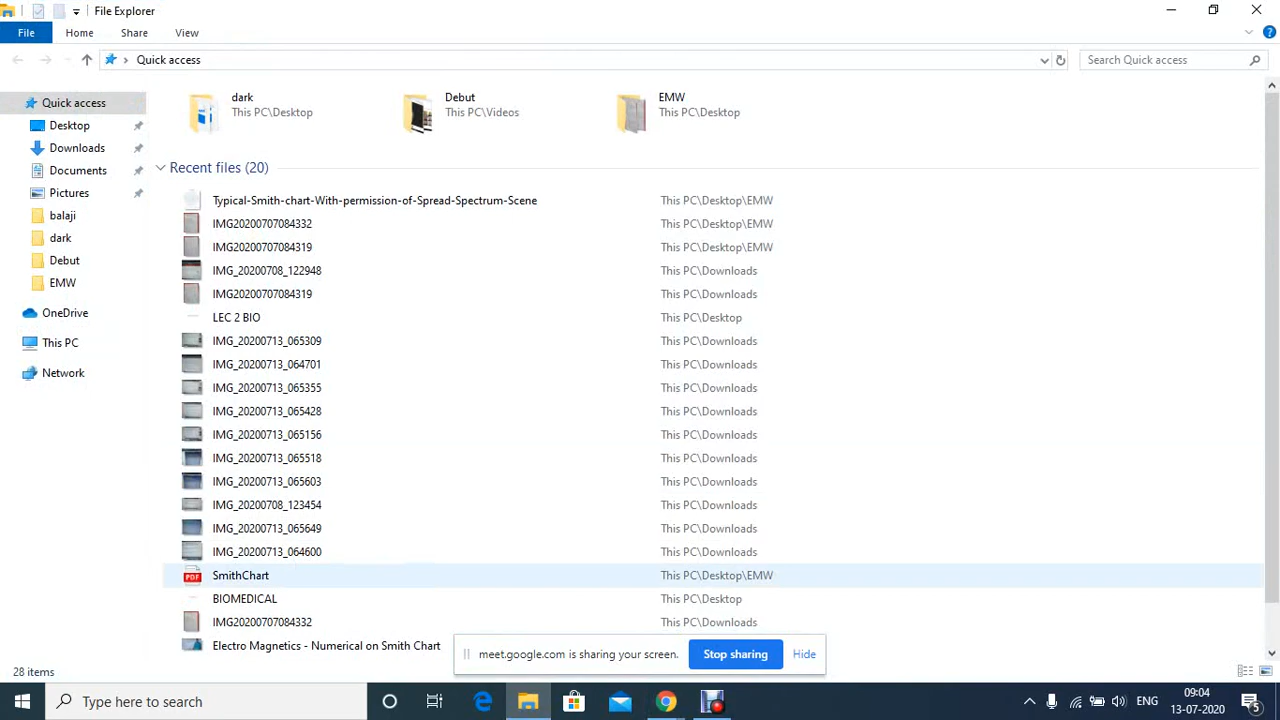 File Explorer
File Home Share View
Quick access Search Quick access
Quick access
Desktop
Downloads
Documents
Pictures
balaji
dark
Debut
EMW
OneDrive
This PC
Network
dark
This PC\Desktop
Debut
This PC\Videos
EMW
This PC\Desktop
Recent files (20)
Typical-Smith-chart-With-permission-of-Spread-Spectrum-Scene This PC\Desktop\EMW
IMG20200707084332 This PC\Desktop\EMW
IMG20200707084319 This PC\Desktop\EMW
IMG_20200708_122948 This PC\Downloads
IMG20200707084319 This PC\Downloads
LEC 2 BIO This PC\Desktop
IMG_20200713_065309 This PC\Downloads
IMG_20200713_064701 This PC\Downloads
IMG_20200713_065355 This PC\Downloads
IMG_20200713_065428 This PC\Downloads
IMG_20200713_065156 This PC\Downloads
IMG_20200713_065518 This PC\Downloads
IMG_20200713_065603 This PC\Downloads
IMG_20200708_123454 This PC\Downloads
IMG_20200713_065649 This PC\Downloads
IMG_20200713_064600 This PC\Downloads
PDF SmithChart This PC\Desktop\EMW
BIOMEDICAL This PC\Desktop
IMG20200707084332 This PC\Downloads
Electro Magnetics - Numerical on Smith Chart
meet.google.com is sharing your screen. Stop sharing Hide
28 items
Type here to search
ENG
09:04
13-07-2020
5